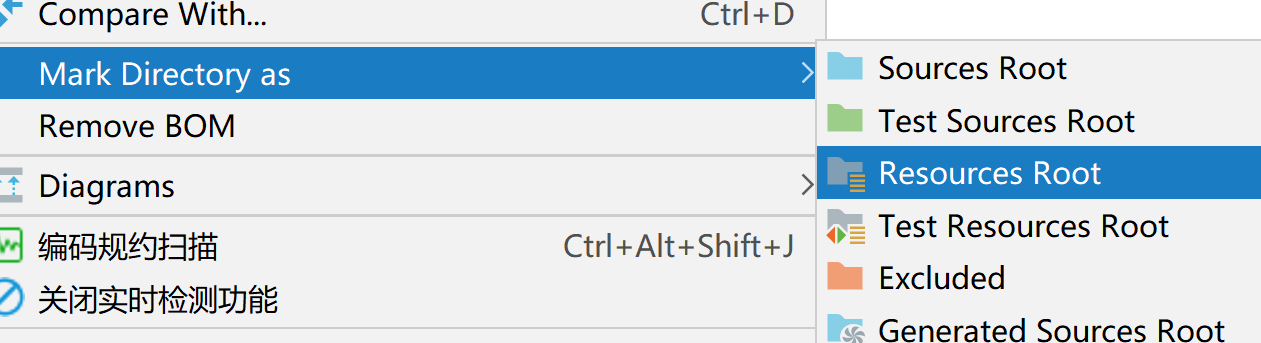 Compare With... Ctrl+D
Mark Directory as
Remove BOM
Diagrams
编码规约扫描 Ctrl+Alt+Shift+J
关闭实时检测功能
Sources Root
Test Sources Root
Resources Root
Test Resources Root
Excluded
Generated Sources Root